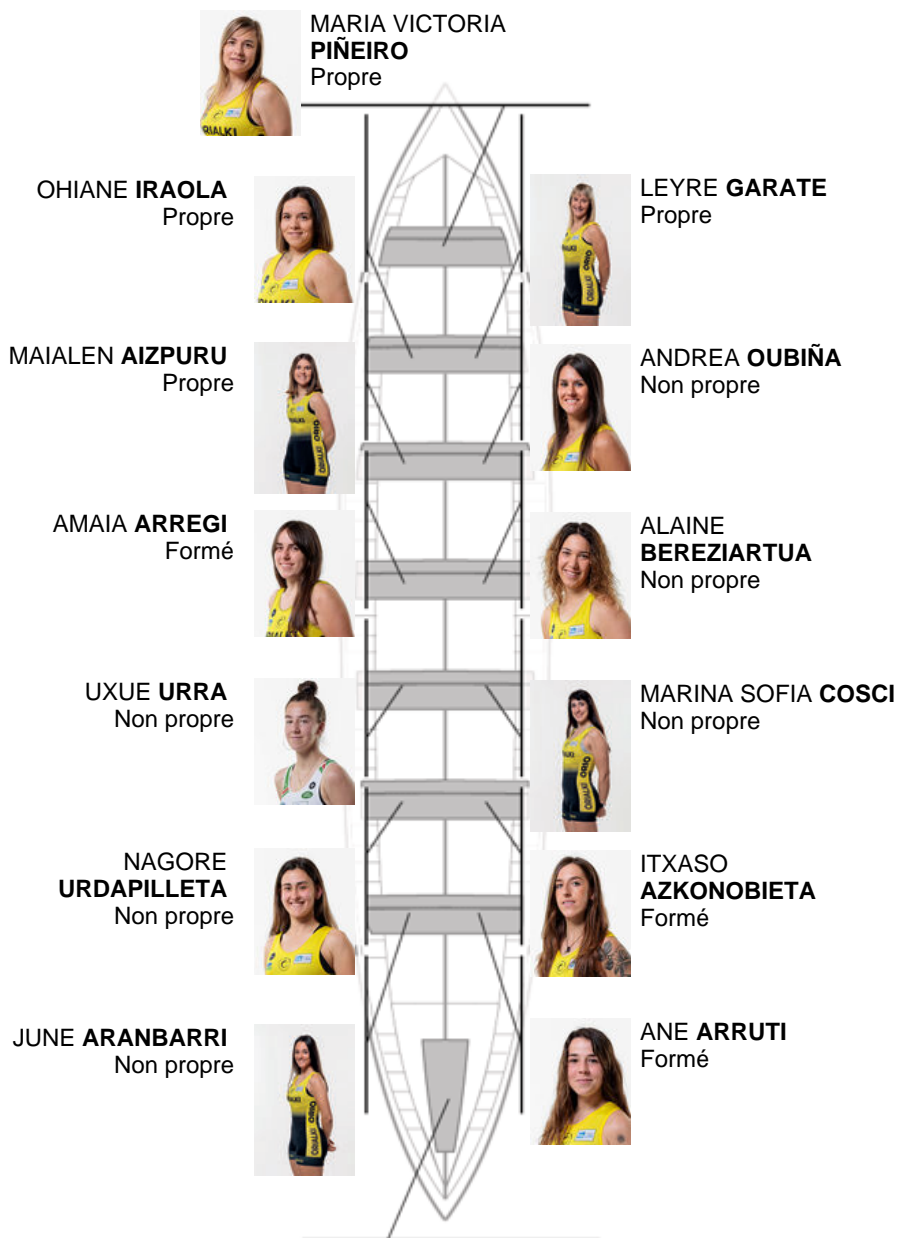 MARIA VICTORIA
PIÑEIRO
Propre
OHIANE IRAOLA
Propre
LEYRE GARATE
Propre
MAIALEN AIZPURU
Propre
ANDREA OUBIÑA
Non propre
AMAIA ARREGI
Formé
ALAINE
BEREZIARTUA
Non propre
UXUE URRA
Non propre
MARINA SOFIA COSCI
Non propre
NAGORE
URDAPILLETA
Non propre
ITXASO
AZKONOBIETA
Formé
JUNE ARANBARRI
Non propre
ANE ARRUTI
Formé